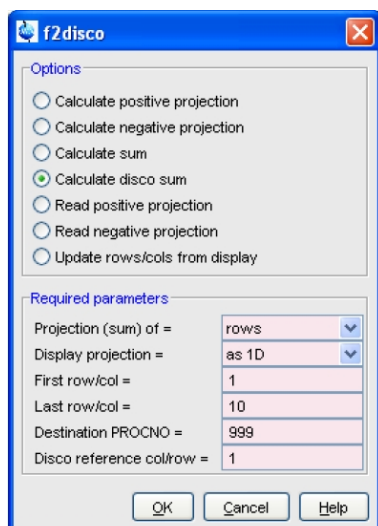 f2disco
Options
Calculate positive projection
Calculate negative projection
Calculate sum
Calculate disco sum
Read positive projection
Read negative projection
Update rows/cols from display
Required parameters
Projection (sum) of = rows
Display projection = as 1D
First row/col = 1
Last row/col = 10
Destination PROCNO = 999
Disco reference col/row = 1
OK Cancel Help